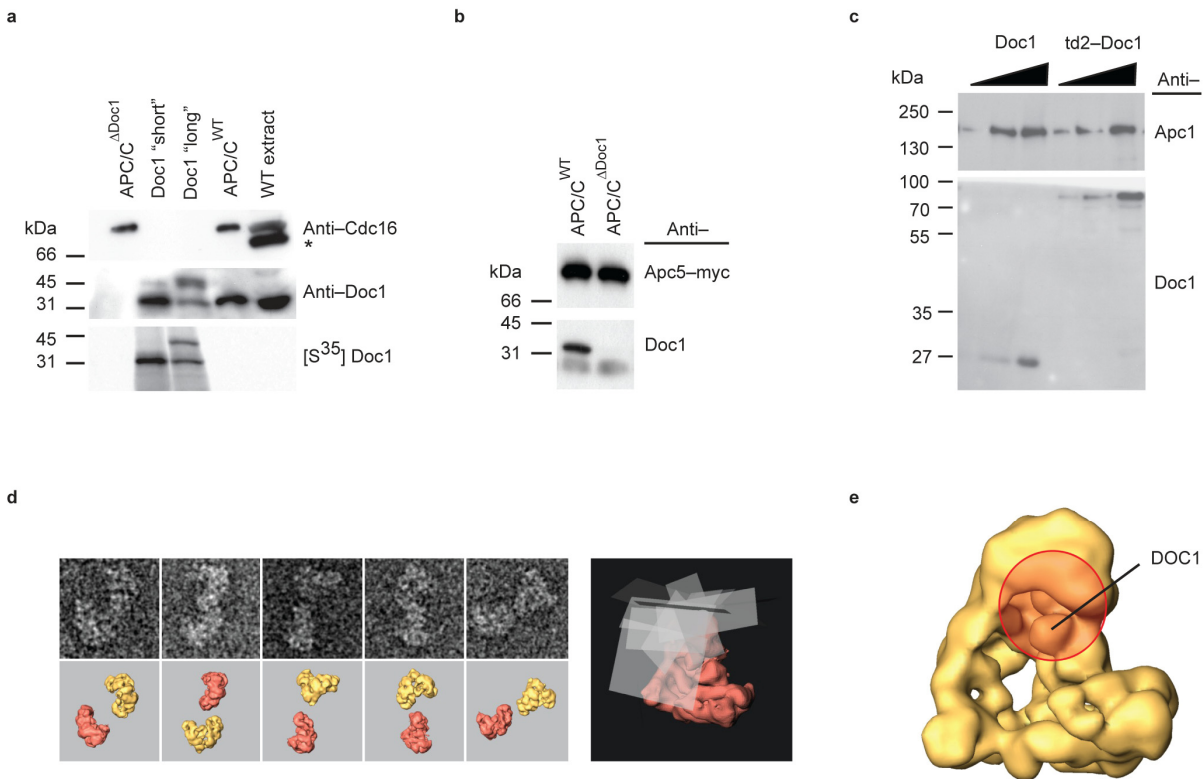 a
APC/C^ΔDoc1
Doc1 “short”
Doc1 “long”
APC/C^WT
WT extract
kDa
66
45
31
45
31
Anti–Cdc16
*
Anti–Doc1
[S^35] Doc1
b
APC/C^WT
APC/C^ΔDoc1
Anti–
kDa
66
45
31
Apc5–myc
Doc1
c
Doc1
td2–Doc1
kDa
Anti–
250
130
100
70
55
35
27
Apc1
Doc1
d
e
DOC1